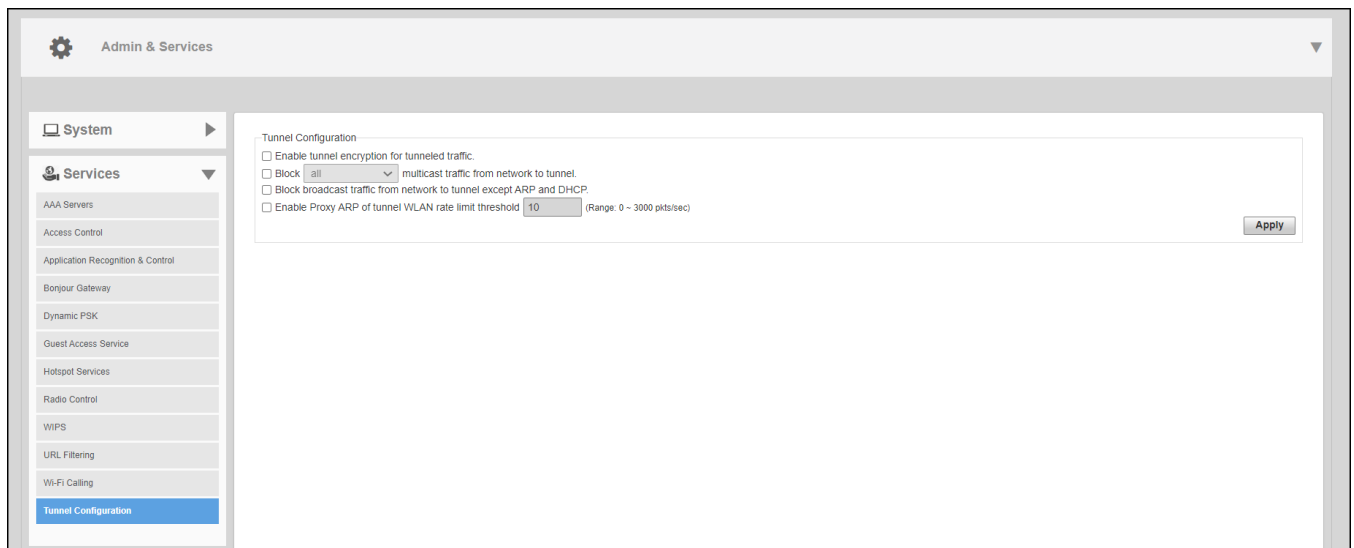 Admin & Services
System
Services
AAA Servers
Access Control
Application Recognition & Control
Bonjour Gateway
Dynamic PSK
Guest Access Service
Hotspot Services
Radio Control
WIPS
URL Filtering
Wi-Fi Calling
Tunnel Configuration
Tunnel Configuration
Enable tunnel encryption for tunneled traffic.
Block all multicast traffic from network to tunnel.
Block broadcast traffic from network to tunnel except ARP and DHCP.
Enable Proxy ARP of tunnel WLAN rate limit threshold 10 (Range: 0 ~ 3000 pkts/sec)
Apply